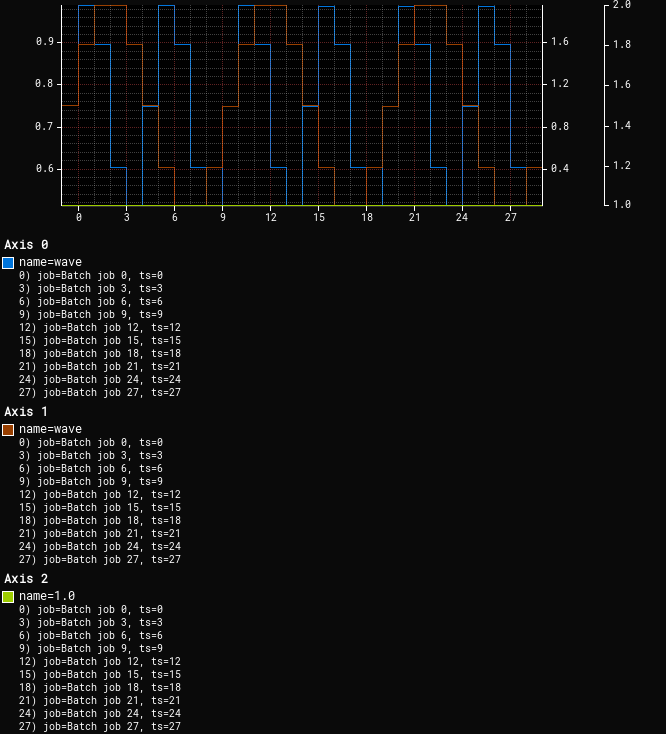 2.0
0.9 1.6 1.8
0.8 1.2 1.6
0.7 0.8 1.4
0.6 0.4 1.2
1.0
0 3 6 9 12 15 18 21 24 27
Axis 0
name=wave
0) job=Batch job 0, ts=0
3) job=Batch job 3, ts=3
6) job=Batch job 6, ts=6
9) job=Batch job 9, ts=9
12) job=Batch job 12, ts=12
15) job=Batch job 15, ts=15
18) job=Batch job 18, ts=18
21) job=Batch job 21, ts=21
24) job=Batch job 24, ts=24
27) job=Batch job 27, ts=27
Axis 1
name=wave
0) job=Batch job 0, ts=0
3) job=Batch job 3, ts=3
6) job=Batch job 6, ts=6
9) job=Batch job 9, ts=9
12) job=Batch job 12, ts=12
15) job=Batch job 15, ts=15
18) job=Batch job 18, ts=18
21) job=Batch job 21, ts=21
24) job=Batch job 24, ts=24
27) job=Batch job 27, ts=27
Axis 2
name=1.0
0) job=Batch job 0, ts=0
3) job=Batch job 3, ts=3
6) job=Batch job 6, ts=6
9) job=Batch job 9, ts=9
12) job=Batch job 12, ts=12
15) job=Batch job 15, ts=15
18) job=Batch job 18, ts=18
21) job=Batch job 21, ts=21
24) job=Batch job 24, ts=24
27) job=Batch job 27, ts=27